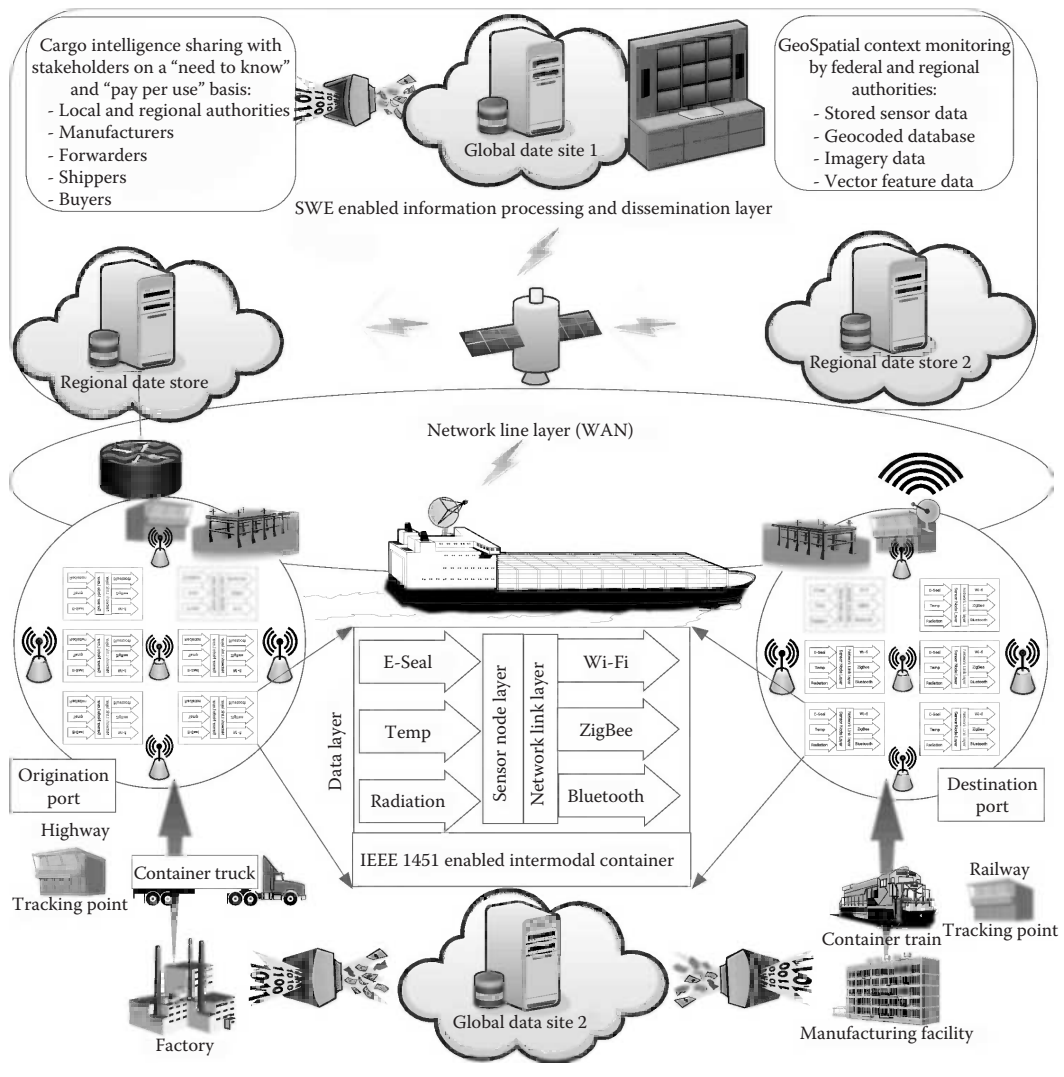 Cargo intelligence sharing with
stakeholders on a “need to know”
and “pay per use” basis:
- Local and regional authorities
- Manufacturers
- Forwarders
- Shippers
- Buyers
Global date site 1
GeoSpatial context monitoring
by federal and regional
authorities:
- Stored sensor data
- Geocoded database
- Imagery data
- Vector feature data
SWE enabled information processing and dissemination layer
Regional date store
Regional date store 2
Network line layer (WAN)
Data layer
E-Seal
Temp
Radiation
Sensor node layer
Network link layer
Wi-Fi
ZigBee
Bluetooth
IEEE 1451 enabled intermodal container
Origination
port
Destination
port
Highway
Tracking point
Container truck
Factory
Railway
Tracking point
Container train
Manufacturing facility
Global data site 2